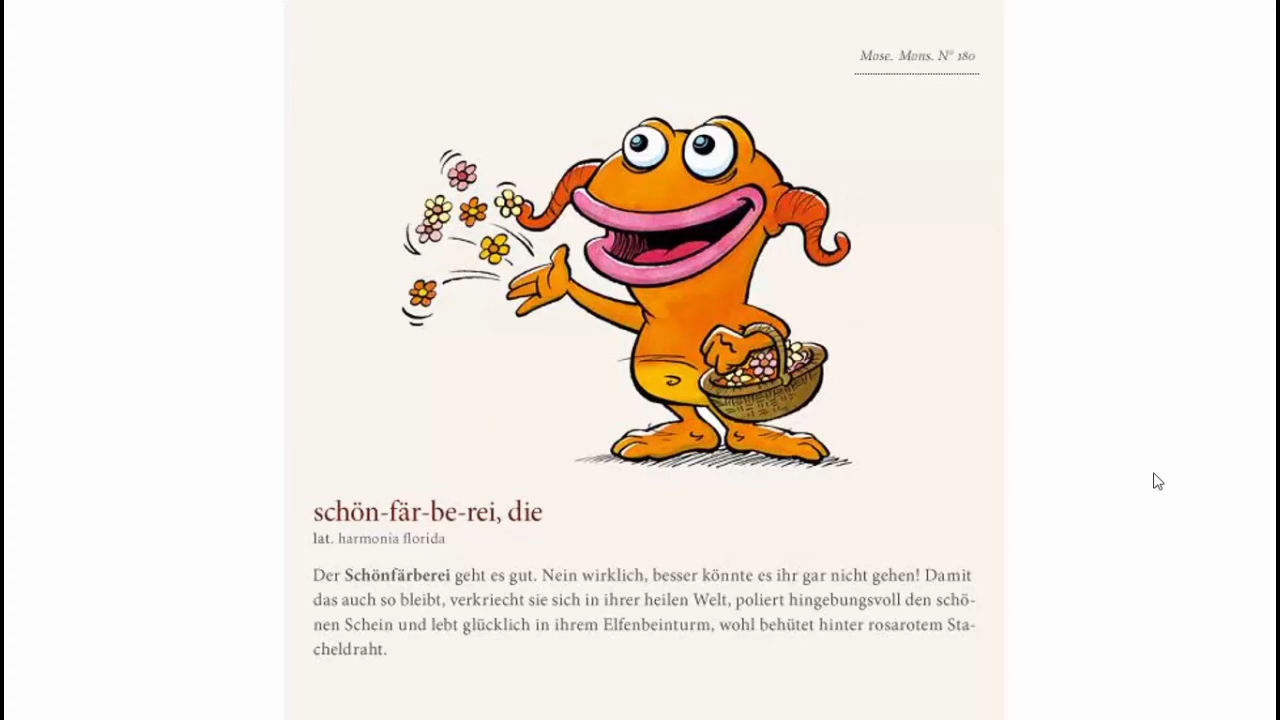 Mose. Mons. N° 180
schön-fär-be-rei, die
lat. harmonia florida
Der Schönfärberei geht es gut. Nein wirklich, besser könnte es ihr gar nicht gehen! Damit
das auch so bleibt, verkriecht sie sich in ihrer heilen Welt, poliert hingebungsvoll den schö-
nen Schein und lebt glücklich in ihrem Elfenbeinturm, wohl behütet hinter rosarotem Sta-
cheldraht.